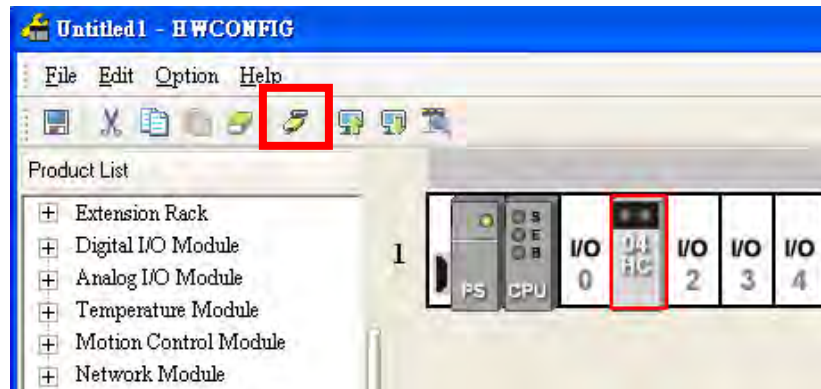 Untitled1 - HWCONFIG
File Edit Option Help
Product List
Extension Rack
Digital I/O Module
Analog I/O Module
Temperature Module
Motion Control Module
Network Module
1
PS
CPU
S
E
B
I/O
0
04
HC
I/O
2
I/O
3
I/O
4